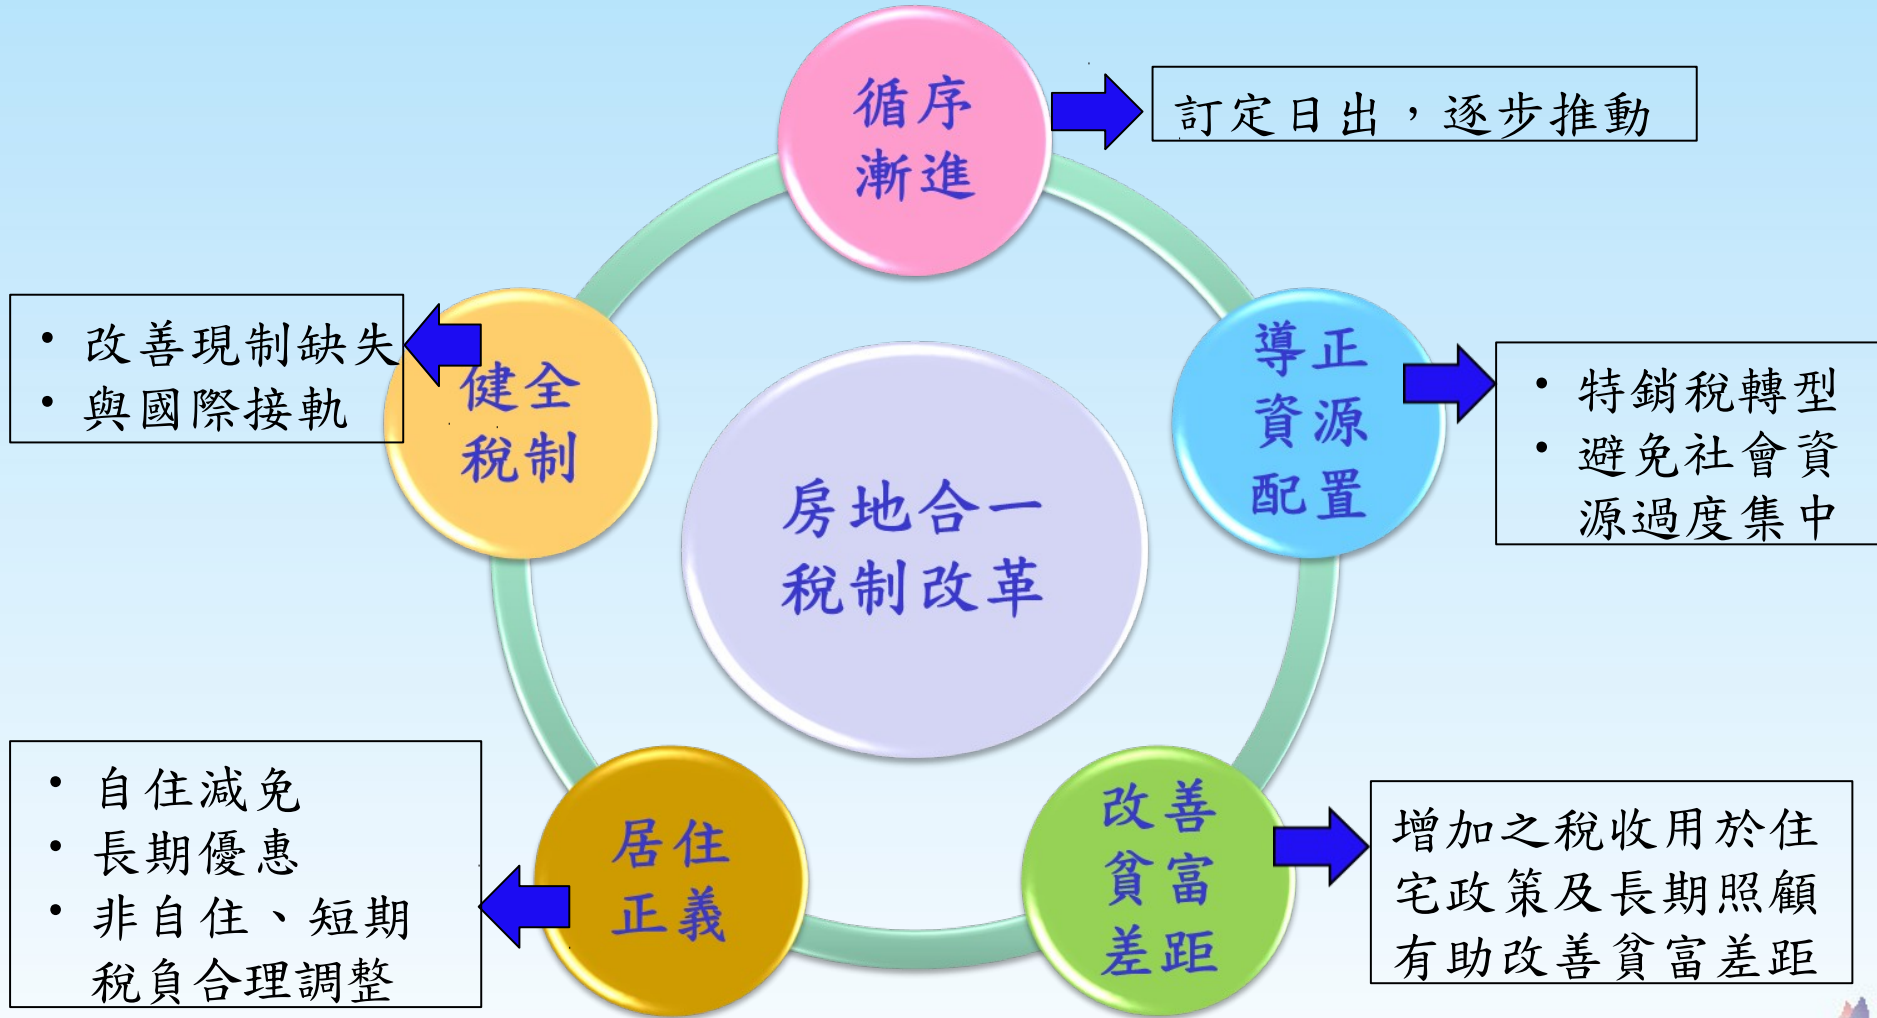 循序
漸進
訂定日出，逐步推動
• 改善現制缺失
• 與國際接軌
健全
稅制
導正
資源
配置
• 特銷稅轉型
• 避免社會資
源過度集中
房地合一
稅制改革
• 自住減免
• 長期優惠
• 非自住、短期
稅負合理調整
居住
正義
改善
貧富
差距
增加之稅收用於住
宅政策及長期照顧
有助改善貧富差距